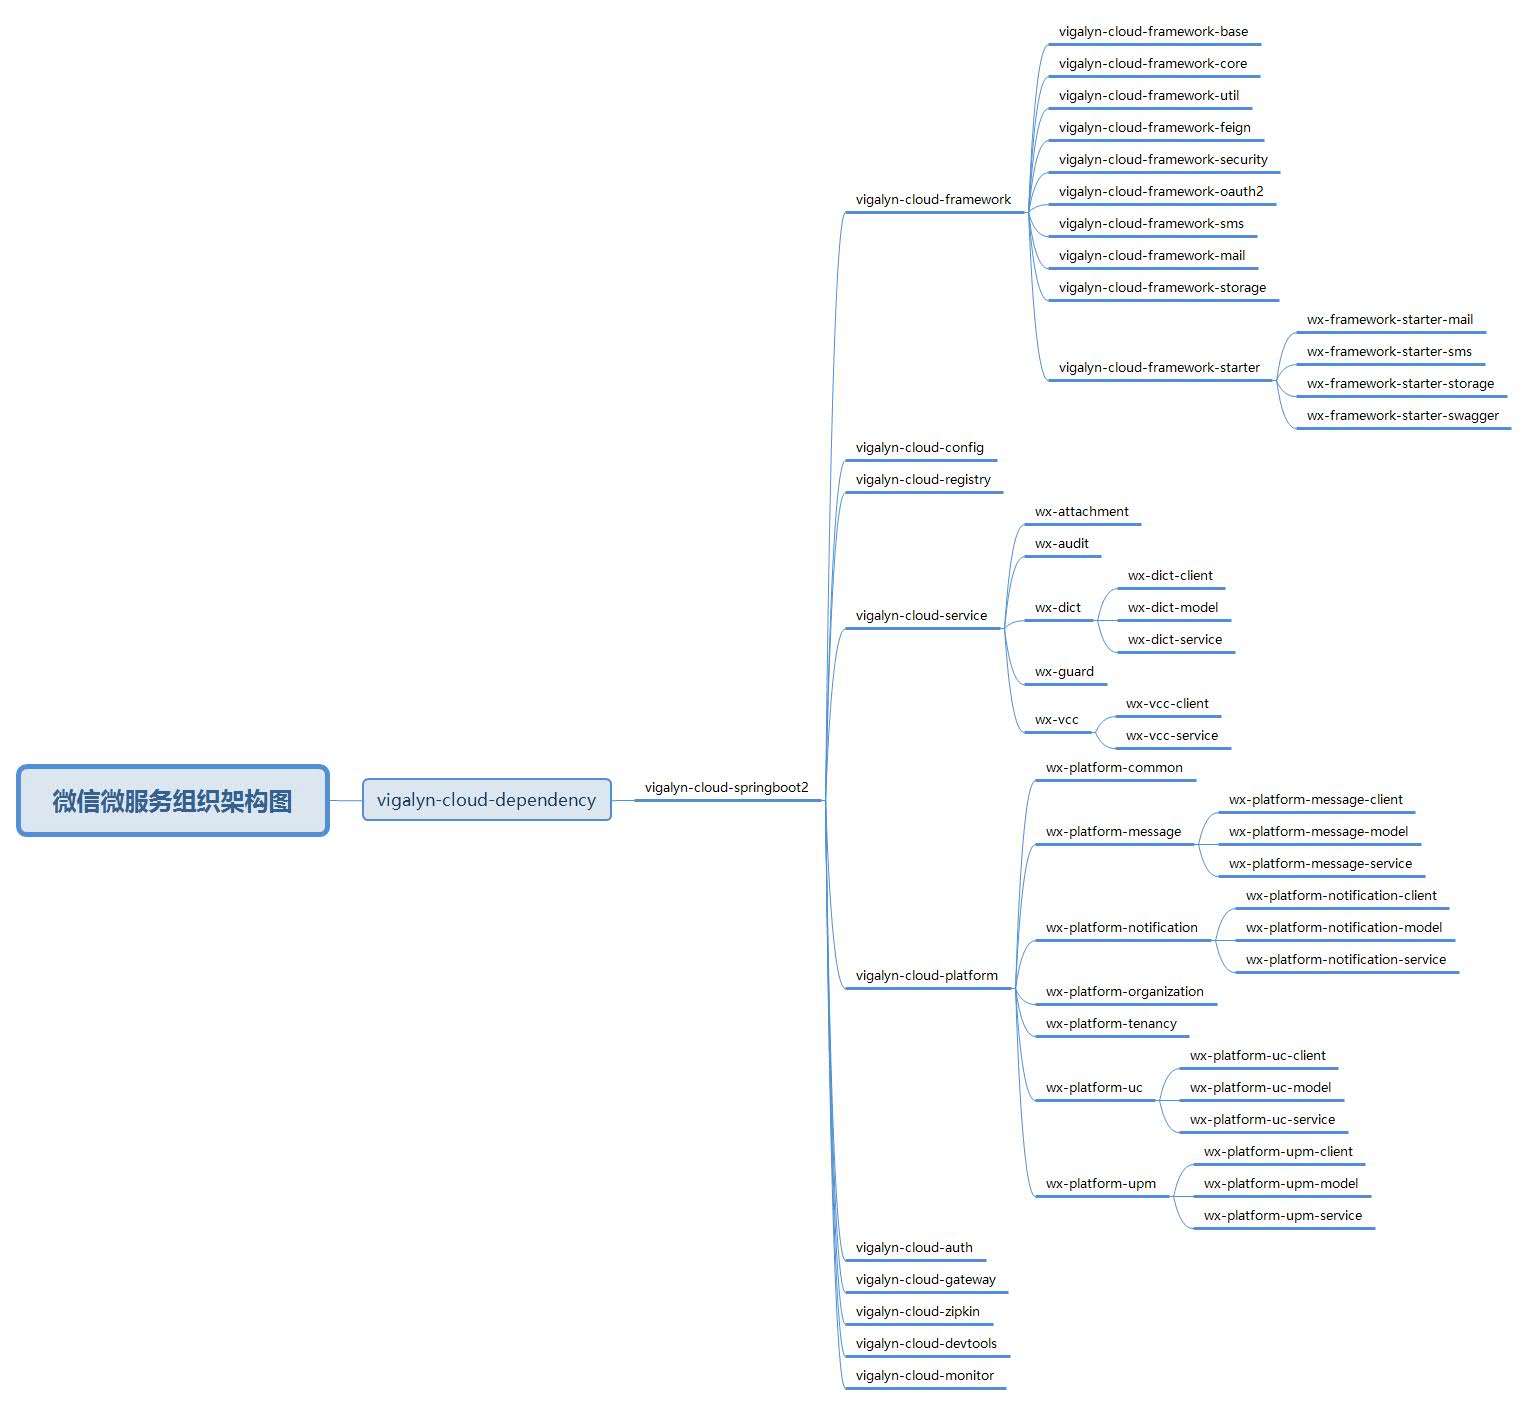 微信微服务组织架构图
vigalyn-cloud-dependency
vigalyn-cloud-springboot2
vigalyn-cloud-framework
vigalyn-cloud-framework-base
vigalyn-cloud-framework-core
vigalyn-cloud-framework-util
vigalyn-cloud-framework-feign
vigalyn-cloud-framework-security
vigalyn-cloud-framework-oauth2
vigalyn-cloud-framework-sms
vigalyn-cloud-framework-mail
vigalyn-cloud-framework-storage
vigalyn-cloud-framework-starter
wx-framework-starter-mail
wx-framework-starter-sms
wx-framework-starter-storage
wx-framework-starter-swagger
vigalyn-cloud-config
vigalyn-cloud-registry
vigalyn-cloud-service
wx-attachment
wx-audit
wx-dict
wx-dict-client
wx-dict-model
wx-dict-service
wx-guard
wx-vcc
wx-vcc-client
wx-vcc-service
vigalyn-cloud-platform
wx-platform-common
wx-platform-message
wx-platform-message-client
wx-platform-message-model
wx-platform-message-service
wx-platform-notification
wx-platform-notification-client
wx-platform-notification-model
wx-platform-notification-service
wx-platform-organization
wx-platform-tenancy
wx-platform-uc
wx-platform-uc-client
wx-platform-uc-model
wx-platform-uc-service
wx-platform-upm
wx-platform-upm-client
wx-platform-upm-model
wx-platform-upm-service
vigalyn-cloud-auth
vigalyn-cloud-gateway
vigalyn-cloud-zipkin
vigalyn-cloud-devtools
vigalyn-cloud-monitor